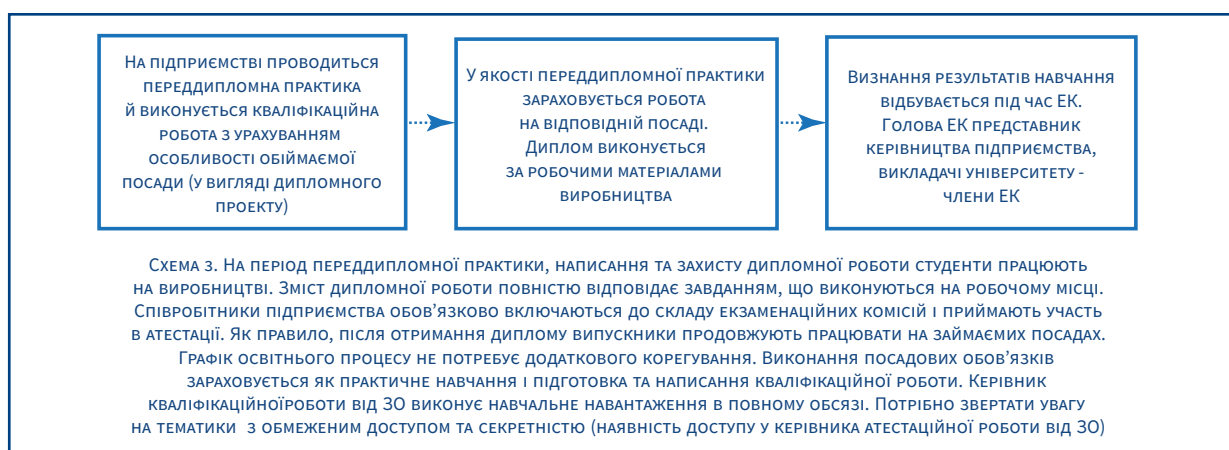 На підприємстві проводиться
переддипломна практика
й виконується кваліфікаційна
робота з урахуванням
особливості обіймаємої
посади (у вигляді дипломного
проекту)
У якості переддипломної практики
зараховується робота
на відповідній посаді.
Диплом виконується
за робочими матеріалами
виробництва
Визнання результатів навчання
відбувається під час ЕК.
Голова ЕК представник
керівництва підприємства,
викладачі університету -
члени ЕК
Схема 3. На період переддипломної практики, написання та захисту дипломної роботи студенти працюють
на виробництві. Зміст дипломної роботи повністю відповідає завданням, що виконуються на робочому місці.
Співробітники підприємства обов’язково включаються до складу екзаменаційних комісій і приймають участь
в атестації. Як правило, після отримання диплому випускники продовжують працювати на займаємих посадах.
Графік освітнього процесу не потребує додаткового корегування. Виконання посадових обов’язків
зараховується як практичне навчання і підготовка та написання кваліфікаційної роботи. Керівник
кваліфікаційноїроботи від ЗО виконує навчальне навантаження в повному обсязі. Потрібно звертати увагу
на тематики з обмеженим доступом та секретністю (наявність доступу у керівника атестаційної роботи від ЗО)